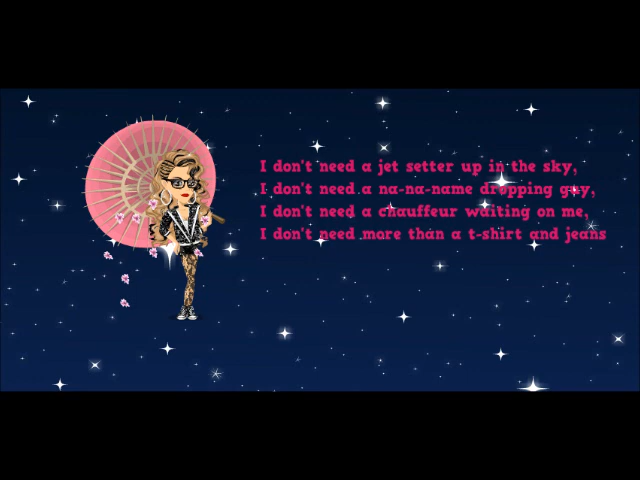 I don't need a jet setter up in the sky,
I don't need a na-na-name dropping guy,
I don't need a chauffeur waiting on me,
I don't need more than a t-shirt and jeans